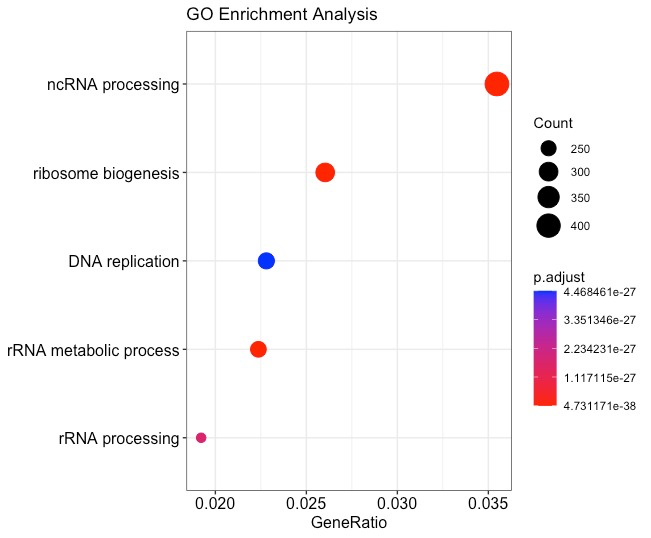 GO Enrichment Analysis
ncRNA processing
ribosome biogenesis
DNA replication
rRNA metabolic process
rRNA processing
0.020 0.025 0.030 0.035
GeneRatio
Count
250
300
350
400
p.adjust
4.468461e-27
3.351346e-27
2.234231e-27
1.117115e-27
4.731171e-38